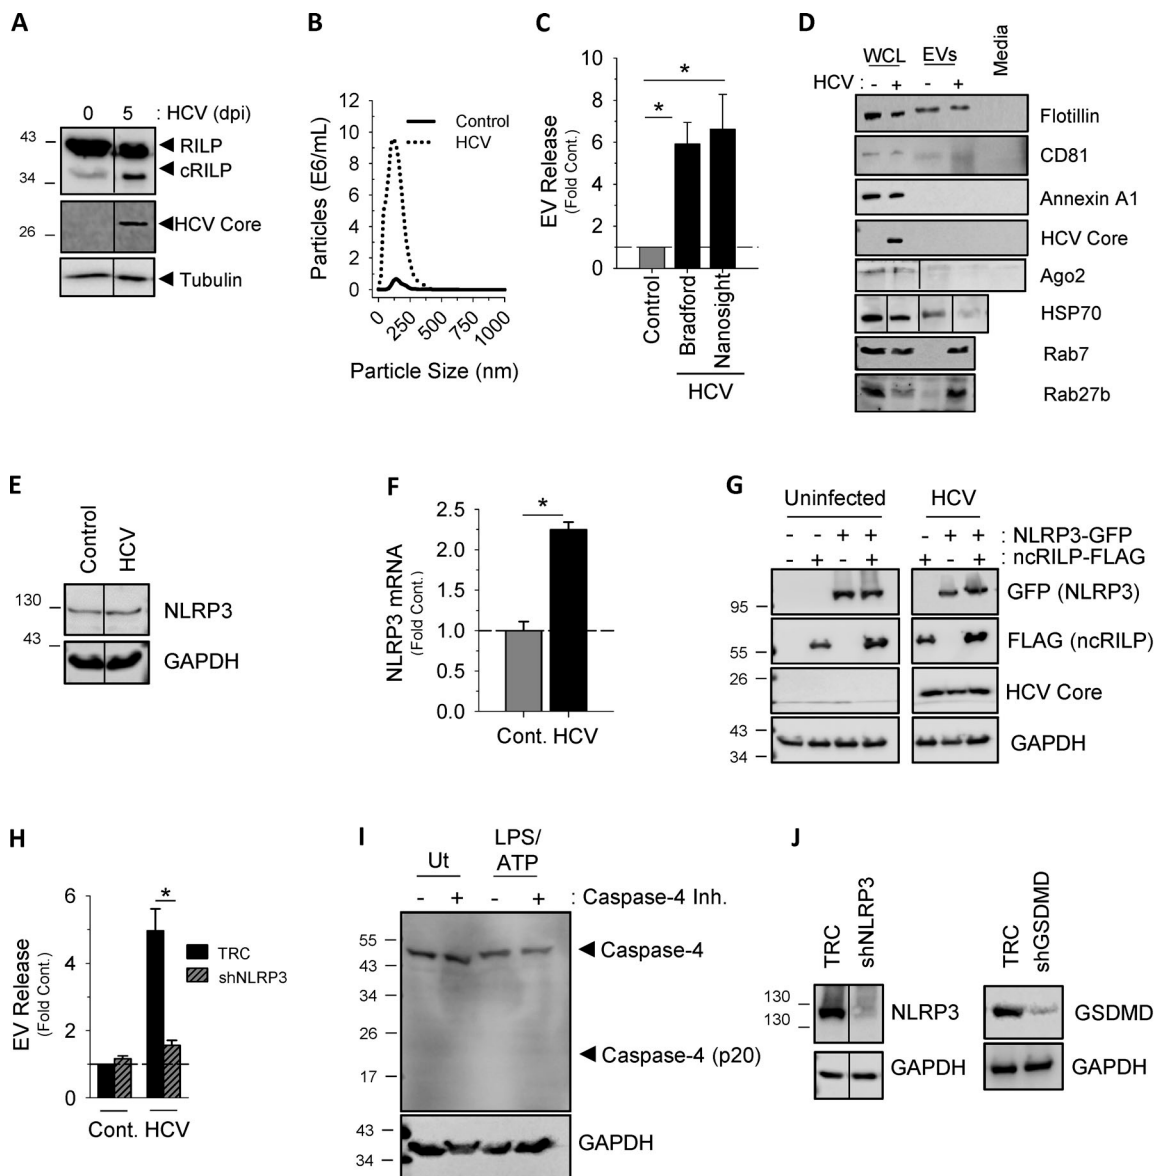 A
0 5 : HCV (dpi)
43
RILP
cRILP
34
HCV Core
26
Tubulin
B
12
10
8
6
4
2
0
Particles (E6/mL)
Control
HCV
0 250 500 750 1000
Particle Size (nm)
C
10
8
6
4
2
0
EV Release
(Fold Cont.)
* *
Control
Bradford
Nanosight
HCV
D
WCL EVs Media
HCV : - + - +
Flotillin
CD81
Annexin A1
HCV Core
Ago2
HSP70
Rab7
Rab27b
E
Control
HCV
130
NLRP3
43
GAPDH
F
2.5
2.0
1.5
1.0
0.5
0.0
NLRP3 mRNA
(Fold Cont.)
*
Cont. HCV
G
Uninfected HCV
- - + + - + + : NLRP3-GFP
- + - + + - + : ncRILP-FLAG
GFP (NLRP3)
95
FLAG (ncRILP)
55
26
HCV Core
43
GAPDH
34
H
6
4
2
1
0
EV Release
(Fold Cont.)
*
TRC
shNLRP3
Cont. HCV
I
Ut LPS/
ATP
- + - + : Caspase-4 Inh.
55
Caspase-4
43
34
26
Caspase-4 (p20)
17
43
GAPDH
34
J
TRC
shNLRP3
130
NLRP3
130
GAPDH
TRC
shGSDMD
GSDMD
GAPDH